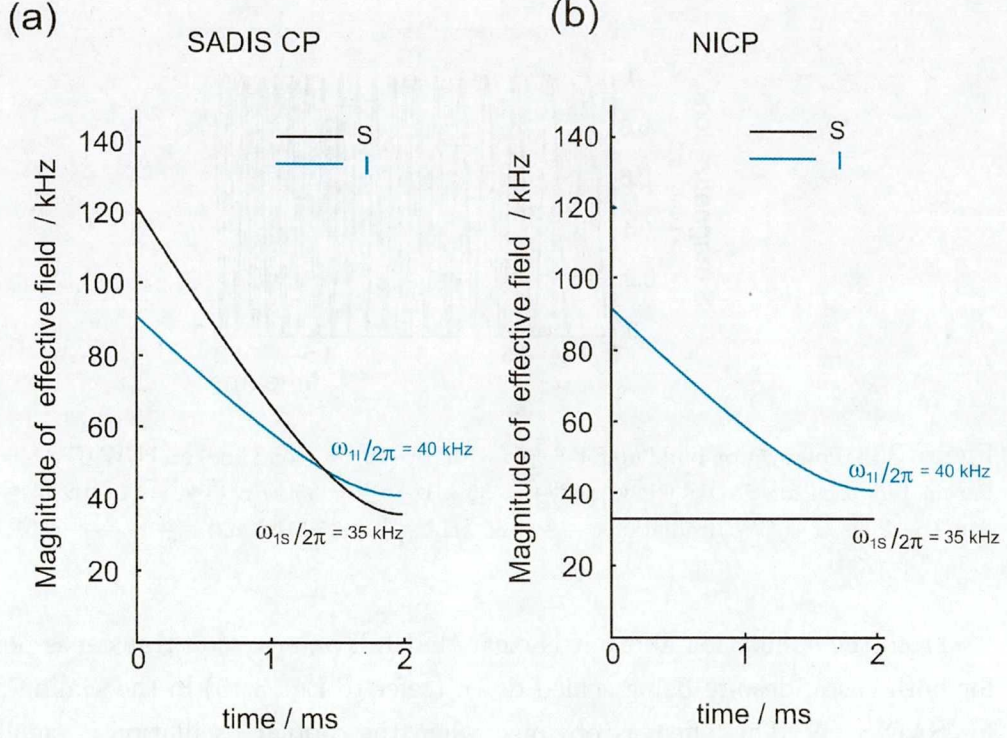 (a)
SADIS CP
Magnitude of effective field / kHz
140
120
100
80
60
40
20
S
I
ω1I/2π = 40 kHz
ω1S/2π = 35 kHz
0
1
2
time / ms
(b)
NICP
Magnitude of effective field / kHz
140
120
100
80
60
40
20
S
I
ω1I/2π = 40 kHz
ω1S/2π = 35 kHz
0
1
2
time / ms